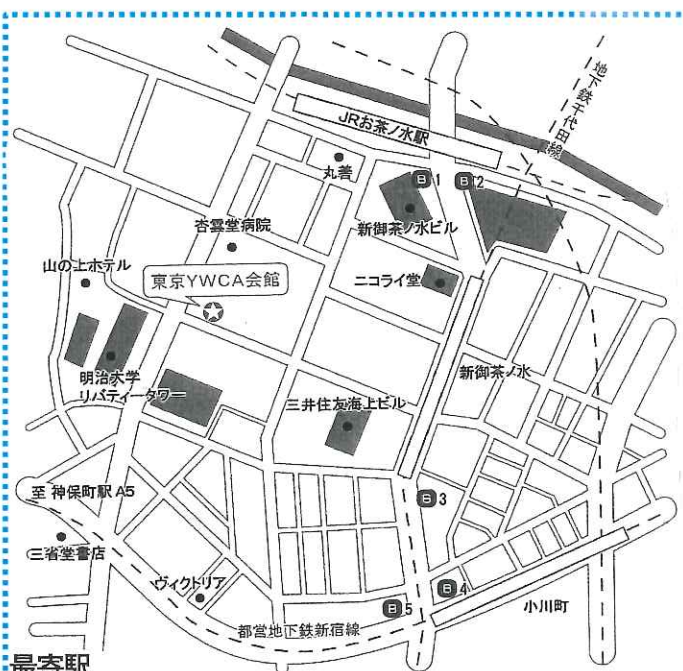 地下鉄千代田線
JRお茶ノ水駅
丸善
B1
B2
新御茶ノ水ビル
杏雲堂病院
山の上ホテル
東京YWCA会館
ニコライ堂
明治大学
リバティータワー
新御茶ノ水
三井住友海上ビル
至 神保町駅 A5
B3
三省堂書店
ヴィクトリア
B4
B5
小川町
都営地下鉄新宿線
最寄駅